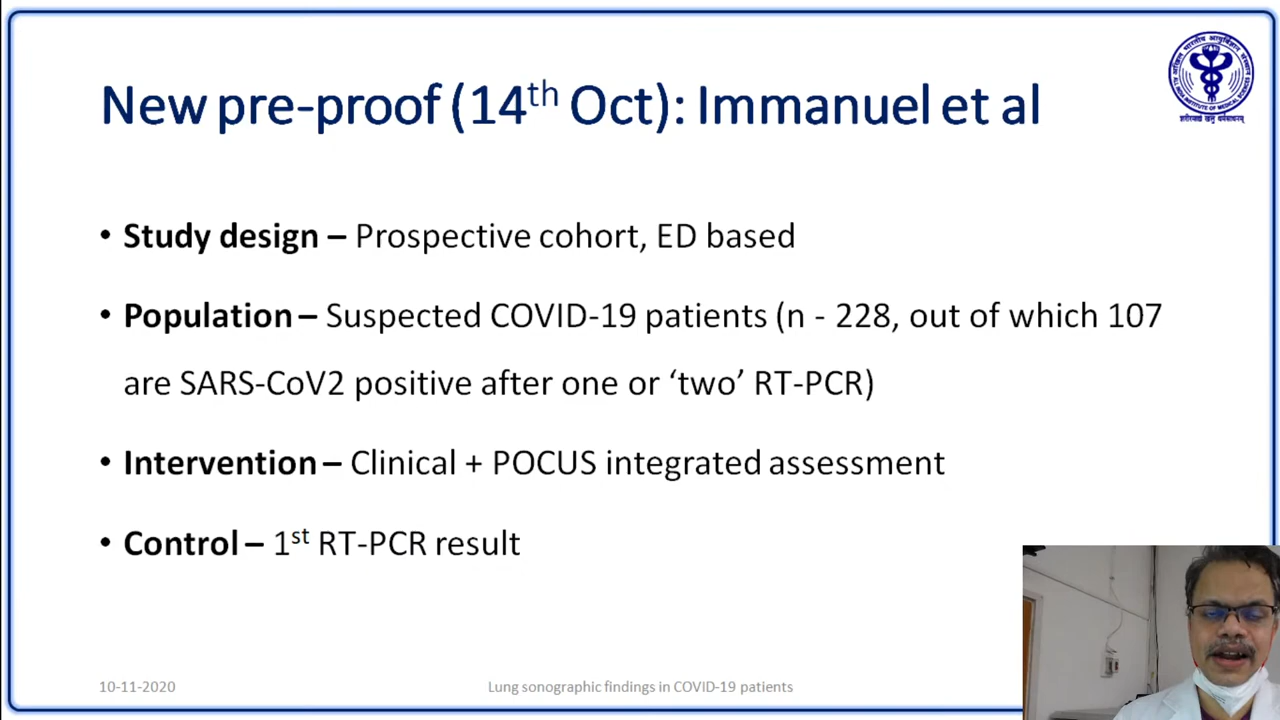 New pre-proof (14th Oct): Immanuel et al
• Study design – Prospective cohort, ED based
• Population – Suspected COVID-19 patients (n - 228, out of which 107
are SARS-CoV2 positive after one or ‘two’ RT-PCR)
• Intervention – Clinical + POCUS integrated assessment
• Control – 1st RT-PCR result
10-11-2020
Lung sonographic findings in COVID-19 patients